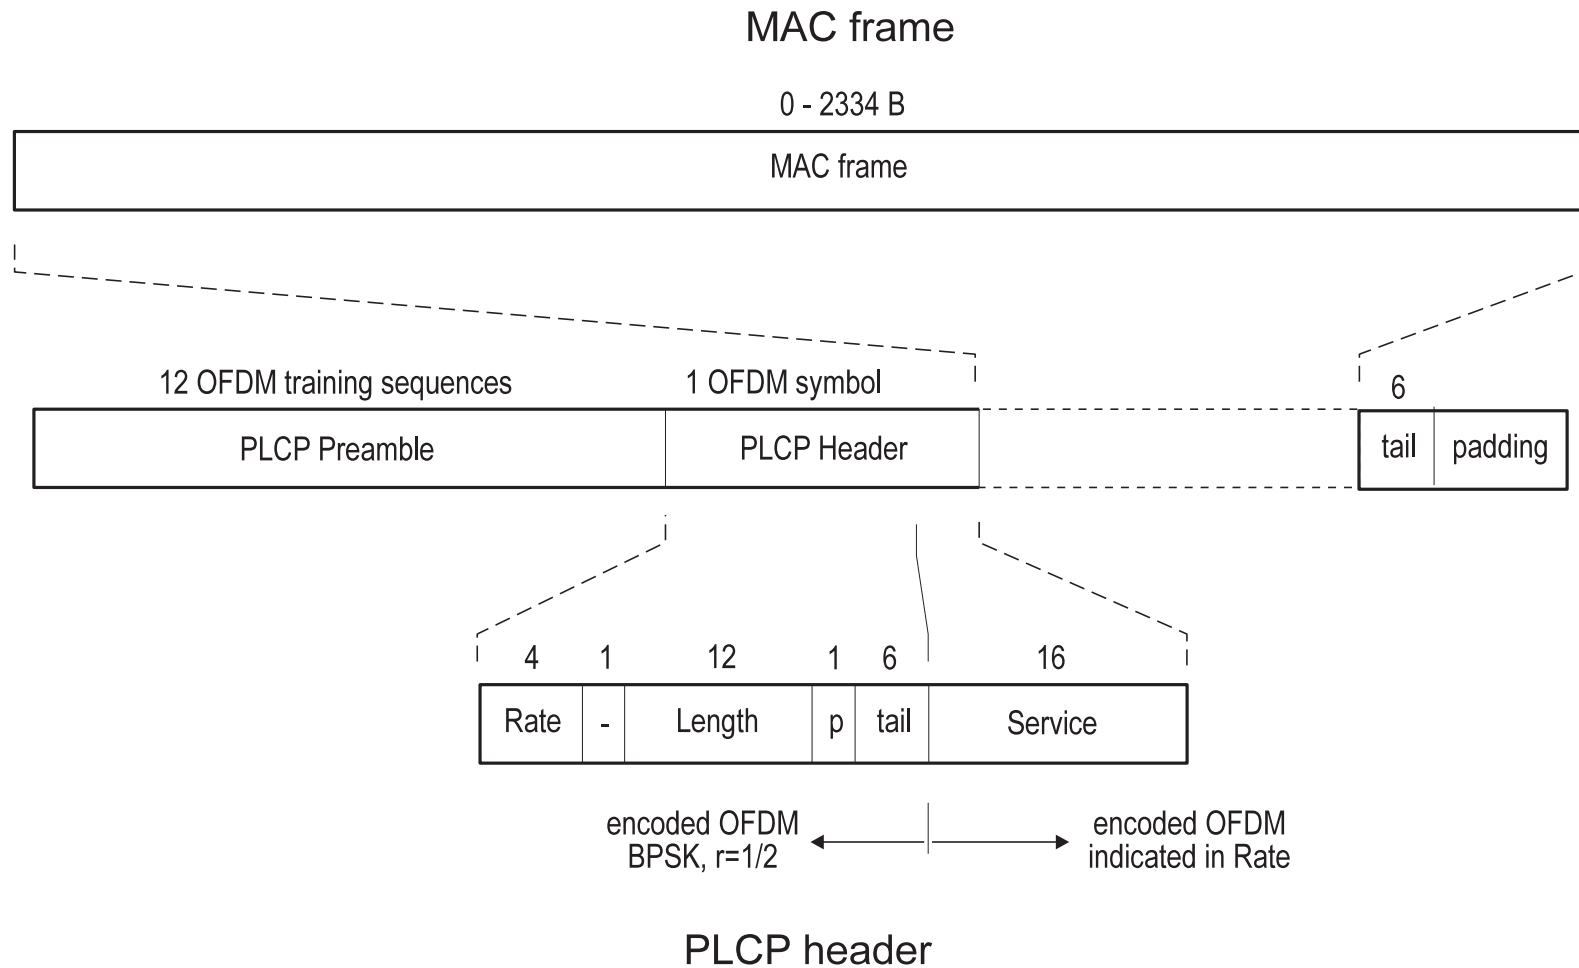 MAC frame
0 - 2334 B
MAC frame
12 OFDM training sequences 1 OFDM symbol 6
PLCP Preamble PLCP Header tail padding
4 1 12 1 6 16
Rate - Length p tail Service
encoded OFDM
BPSK, r=1/2
encoded OFDM
indicated in Rate
PLCP header